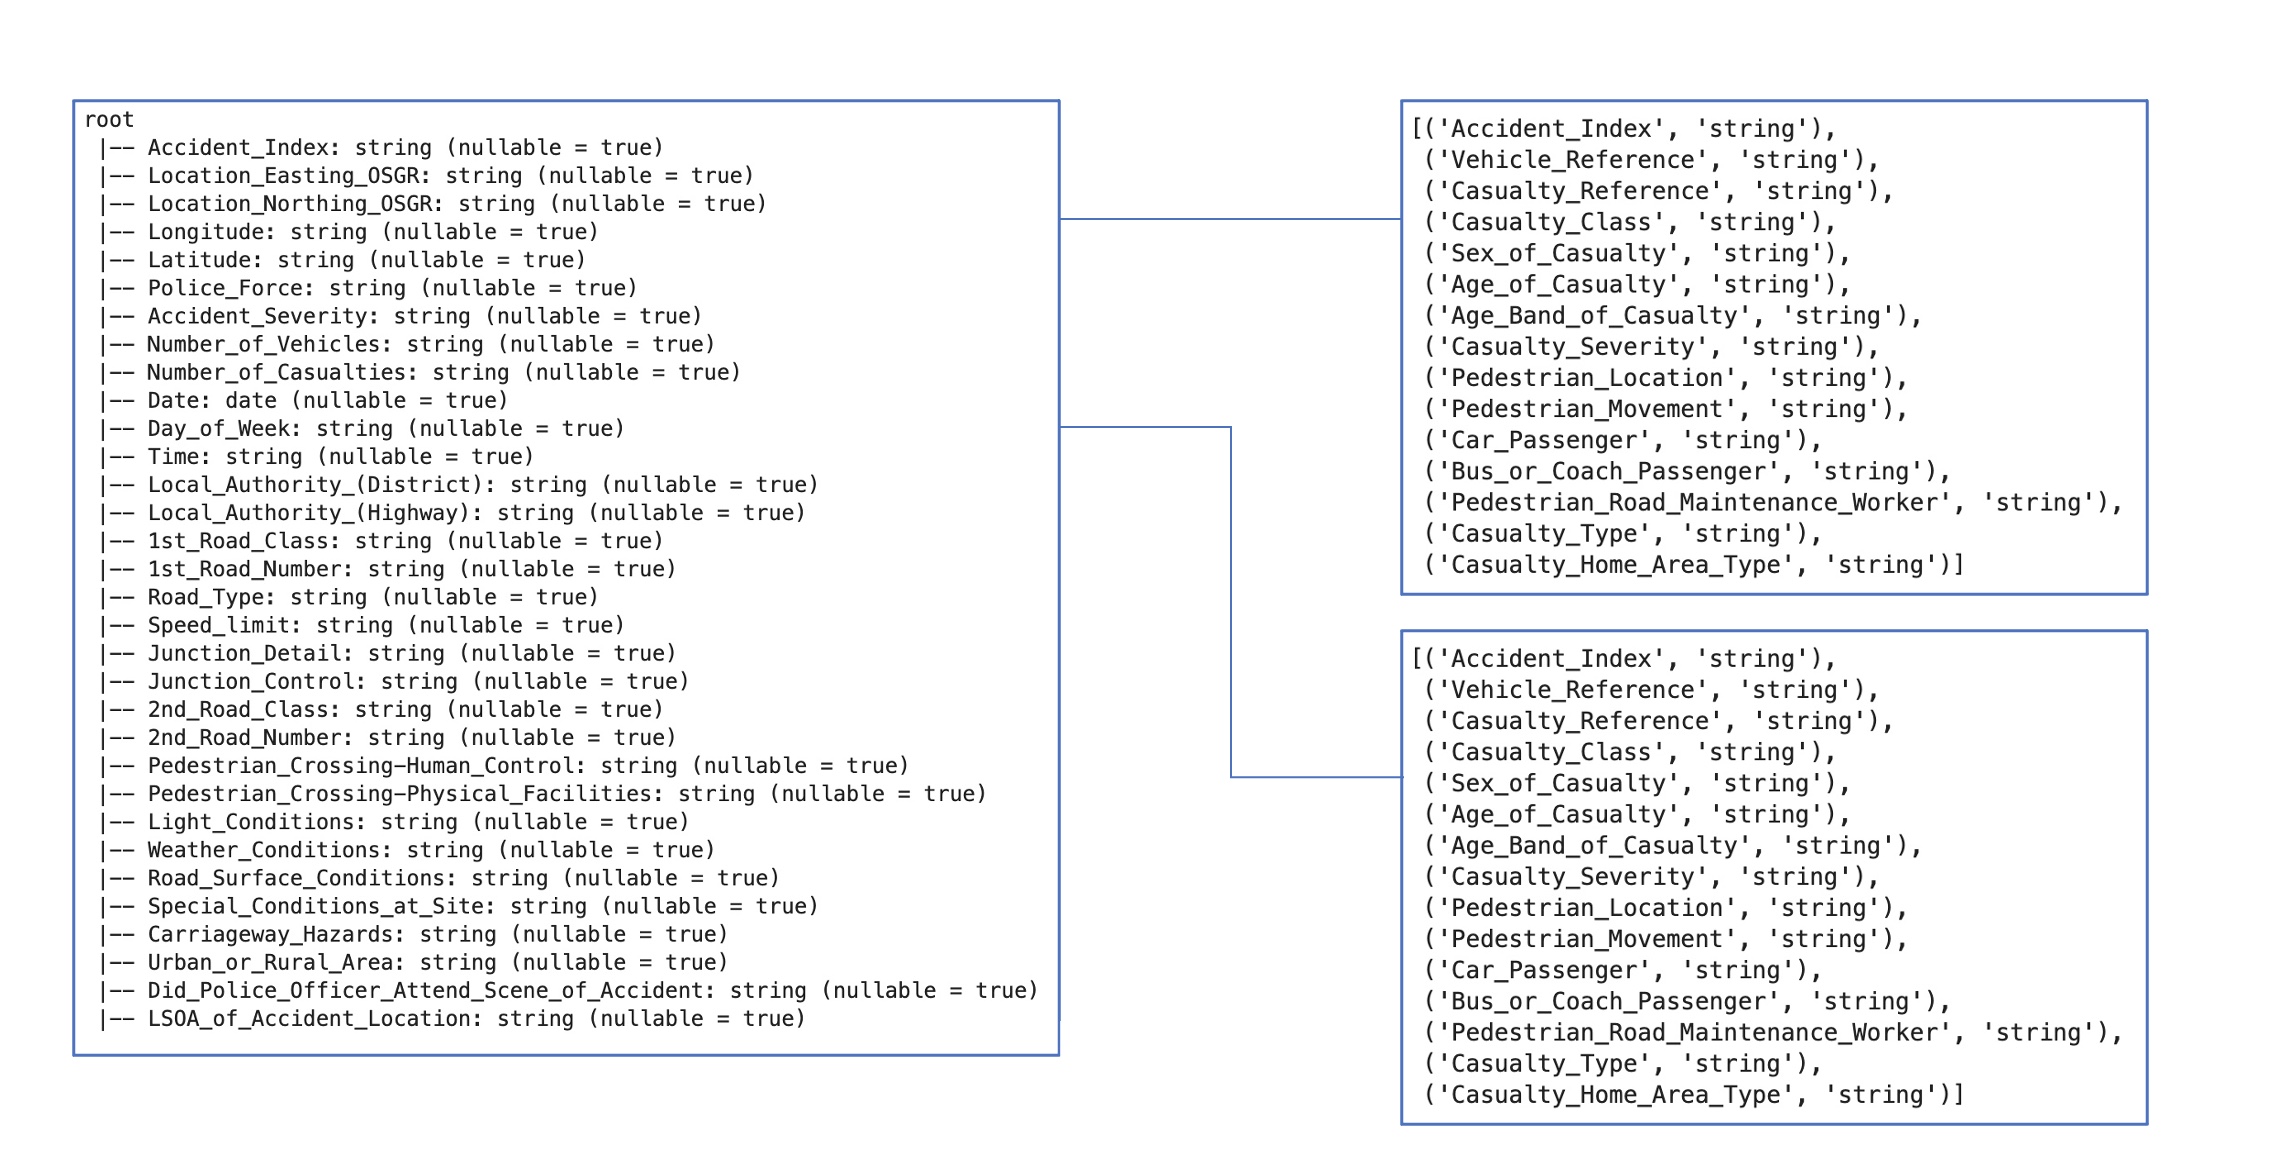 root
 |-- Accident_Index: string (nullable = true)
 |-- Location_Easting_OSGR: string (nullable = true)
 |-- Location_Northing_OSGR: string (nullable = true)
 |-- Longitude: string (nullable = true)
 |-- Latitude: string (nullable = true)
 |-- Police_Force: string (nullable = true)
 |-- Accident_Severity: string (nullable = true)
 |-- Number_of_Vehicles: string (nullable = true)
 |-- Number_of_Casualties: string (nullable = true)
 |-- Date: date (nullable = true)
 |-- Day_of_Week: string (nullable = true)
 |-- Time: string (nullable = true)
 |-- Local_Authority_(District): string (nullable = true)
 |-- Local_Authority_(Highway): string (nullable = true)
 |-- 1st_Road_Class: string (nullable = true)
 |-- 1st_Road_Number: string (nullable = true)
 |-- Road_Type: string (nullable = true)
 |-- Speed_limit: string (nullable = true)
 |-- Junction_Detail: string (nullable = true)
 |-- Junction_Control: string (nullable = true)
 |-- 2nd_Road_Class: string (nullable = true)
 |-- 2nd_Road_Number: string (nullable = true)
 |-- Pedestrian_Crossing-Human_Control: string (nullable = true)
 |-- Pedestrian_Crossing-Physical_Facilities: string (nullable = true)
 |-- Light_Conditions: string (nullable = true)
 |-- Weather_Conditions: string (nullable = true)
 |-- Road_Surface_Conditions: string (nullable = true)
 |-- Special_Conditions_at_Site: string (nullable = true)
 |-- Carriageway_Hazards: string (nullable = true)
 |-- Urban_or_Rural_Area: string (nullable = true)
 |-- Did_Police_Officer_Attend_Scene_of_Accident: string (nullable = true)
 |-- LSOA_of_Accident_Location: string (nullable = true)
[('Accident_Index', 'string'),
 ('Vehicle_Reference', 'string'),
 ('Casualty_Reference', 'string'),
 ('Casualty_Class', 'string'),
 ('Sex_of_Casualty', 'string'),
 ('Age_of_Casualty', 'string'),
 ('Age_Band_of_Casualty', 'string'),
 ('Casualty_Severity', 'string'),
 ('Pedestrian_Location', 'string'),
 ('Pedestrian_Movement', 'string'),
 ('Car_Passenger', 'string'),
 ('Bus_or_Coach_Passenger', 'string'),
 ('Pedestrian_Road_Maintenance_Worker', 'string'),
 ('Casualty_Type', 'string'),
 ('Casualty_Home_Area_Type', 'string')]
[('Accident_Index', 'string'),
 ('Vehicle_Reference', 'string'),
 ('Casualty_Reference', 'string'),
 ('Casualty_Class', 'string'),
 ('Sex_of_Casualty', 'string'),
 ('Age_of_Casualty', 'string'),
 ('Age_Band_of_Casualty', 'string'),
 ('Casualty_Severity', 'string'),
 ('Pedestrian_Location', 'string'),
 ('Pedestrian_Movement', 'string'),
 ('Car_Passenger', 'string'),
 ('Bus_or_Coach_Passenger', 'string'),
 ('Pedestrian_Road_Maintenance_Worker', 'string'),
 ('Casualty_Type', 'string'),
 ('Casualty_Home_Area_Type', 'string')]